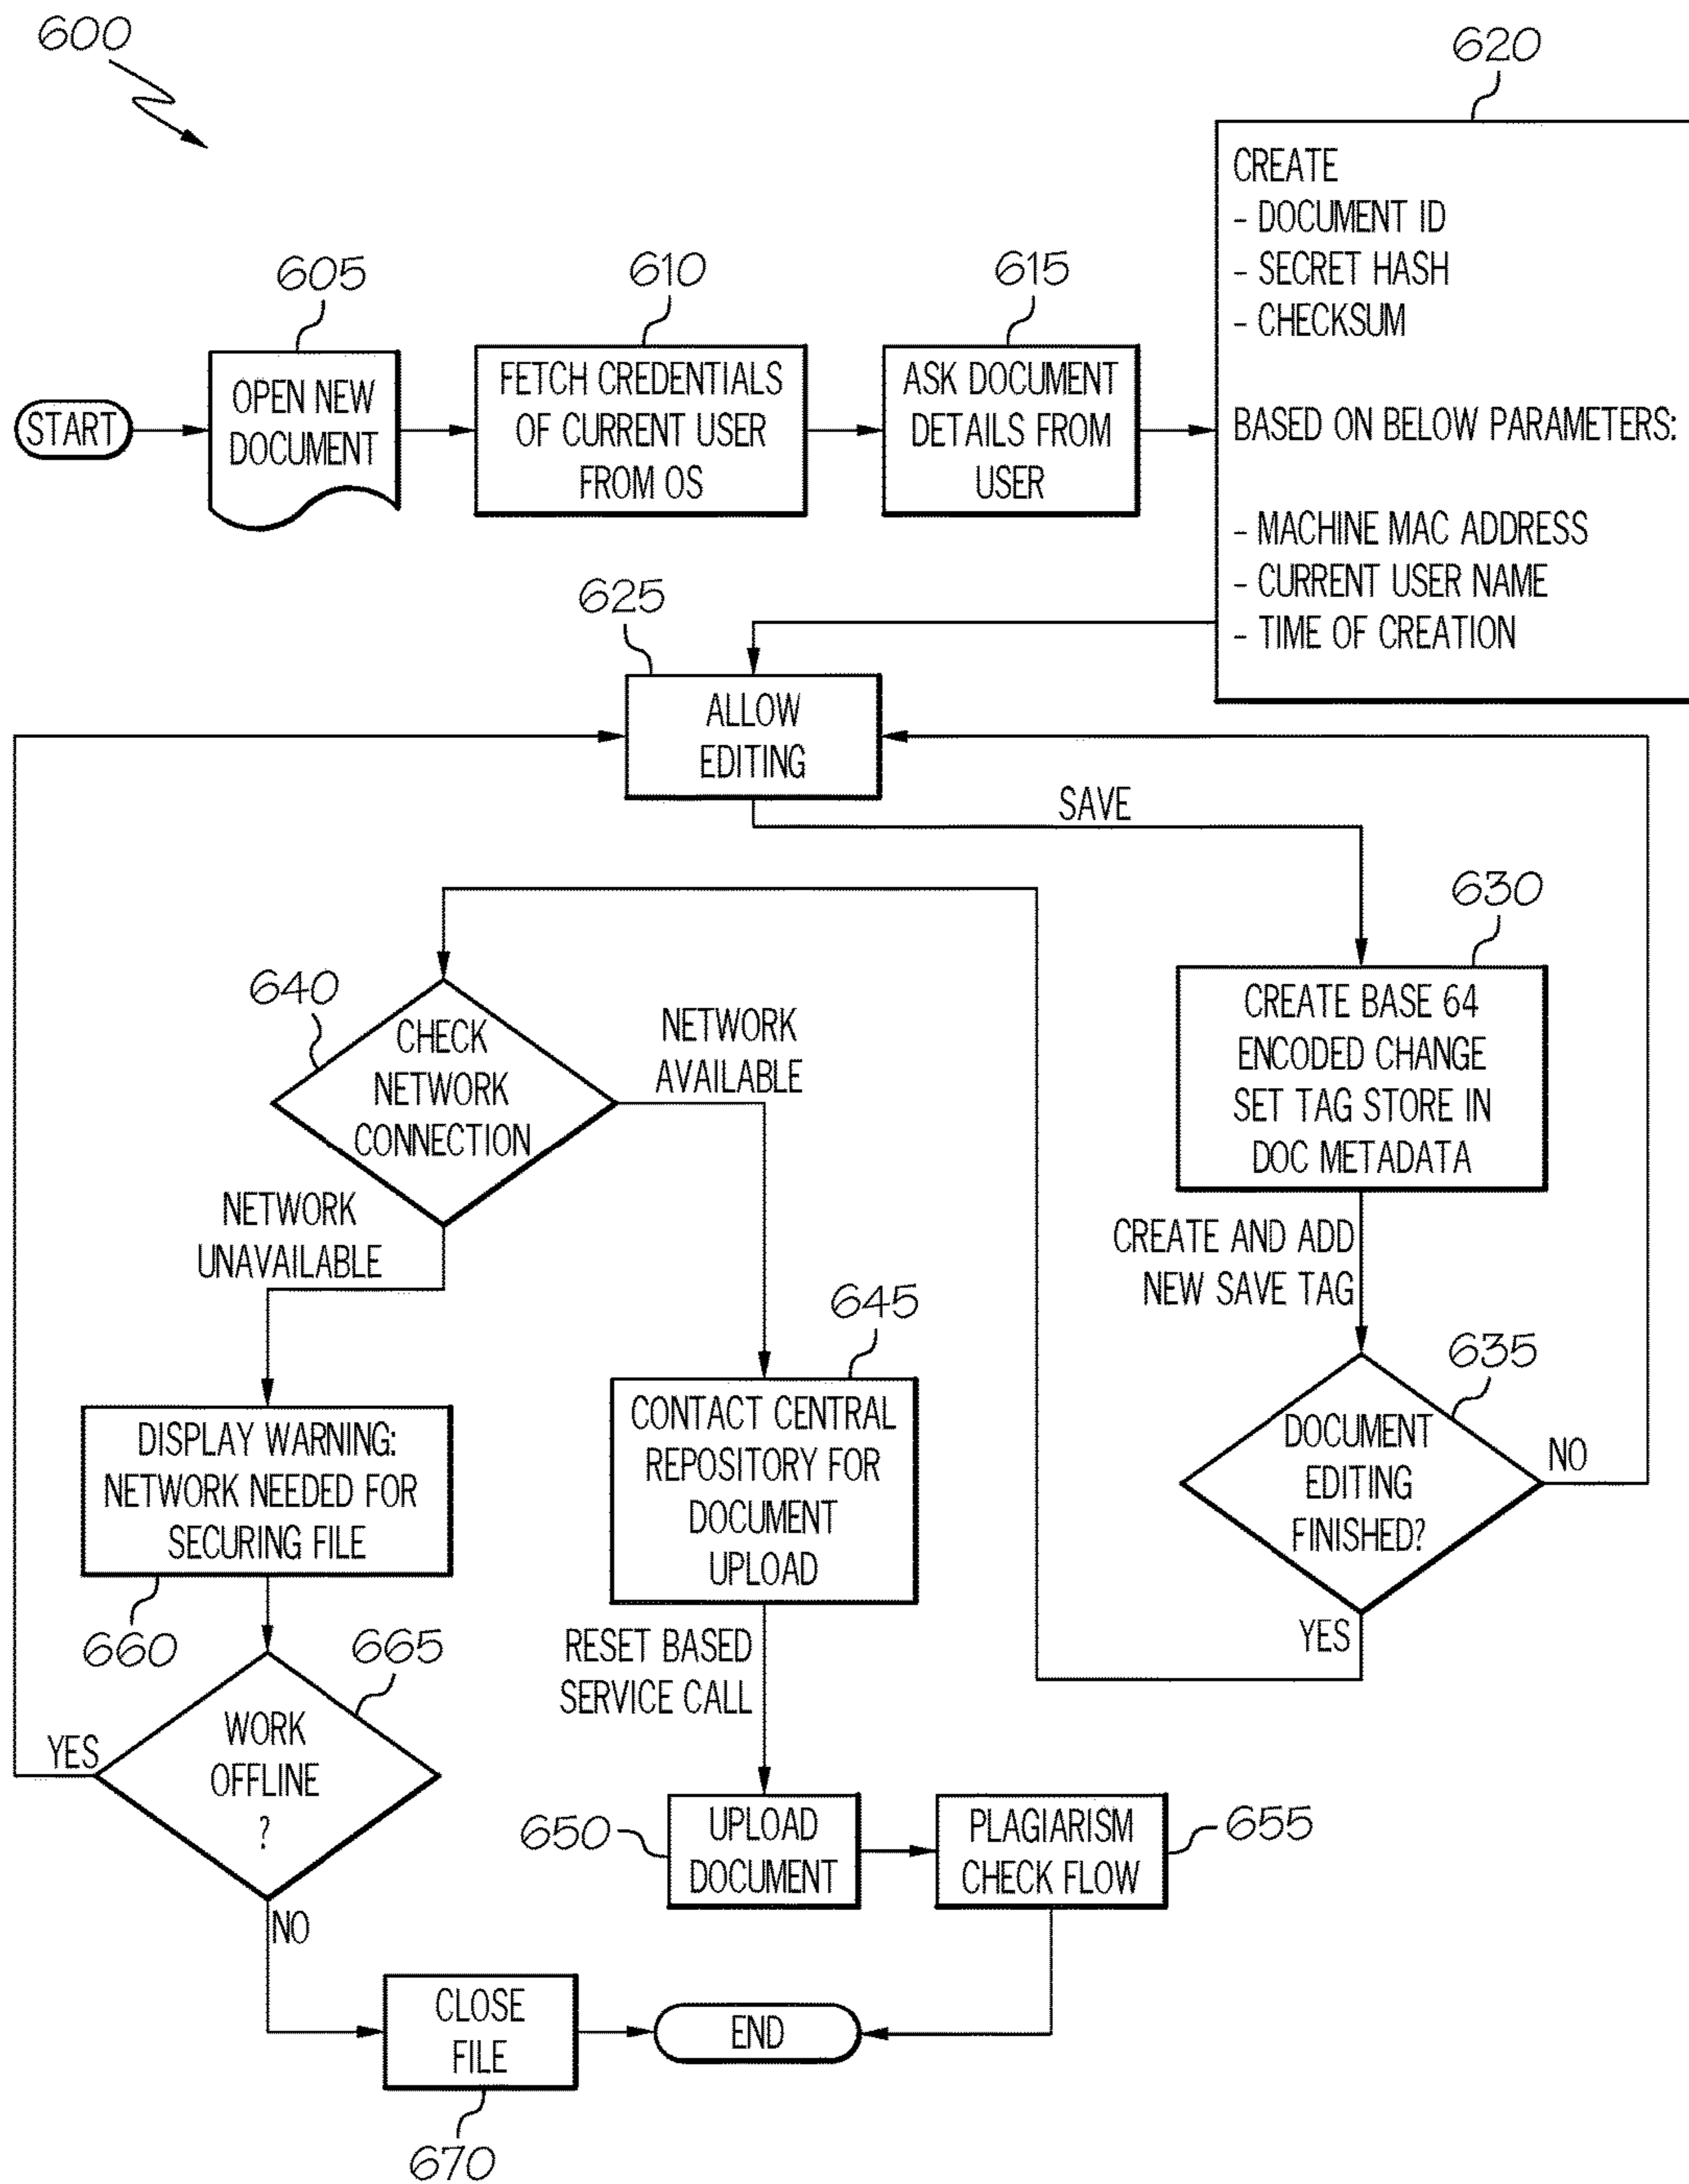 600
620
CREATE
- DOCUMENT ID
- SECRET HASH
- CHECKSUM
BASED ON BELOW PARAMETERS:
- MACHINE MAC ADDRESS
- CURRENT USER NAME
- TIME OF CREATION
605
610
615
START
OPEN NEW
DOCUMENT
FETCH CREDENTIALS
OF CURRENT USER
FROM OS
ASK DOCUMENT
DETAILS FROM
USER
625
ALLOW
EDITING
SAVE
630
CREATE BASE 64
ENCODED CHANGE
SET TAG STORE IN
DOC METADATA
CREATE AND ADD
NEW SAVE TAG
635
DOCUMENT
EDITING
FINISHED?
NO
YES
640
CHECK
NETWORK
CONNECTION
NETWORK
AVAILABLE
NETWORK
UNAVAILABLE
645
CONTACT CENTRAL
REPOSITORY FOR
DOCUMENT
UPLOAD
RESET BASED
SERVICE CALL
DISPLAY WARNING:
NETWORK NEEDED FOR
SECURING FILE
660
665
WORK
OFFLINE
?
YES
NO
650
UPLOAD
DOCUMENT
PLAGIARISM
CHECK FLOW
655
CLOSE
FILE
END
670